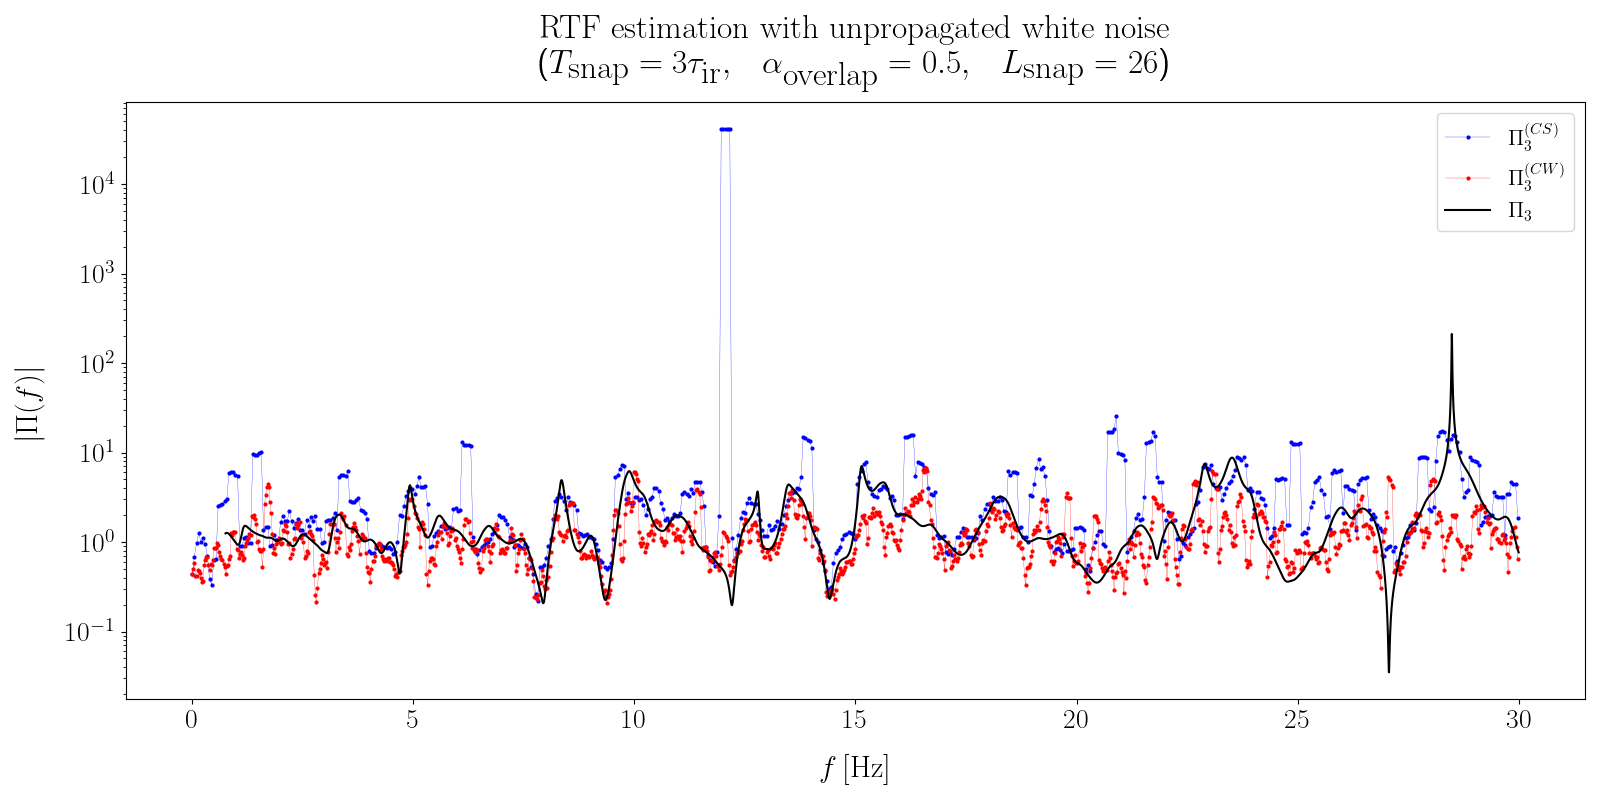 RTF estimation with unpropagated white noise
(T_snap = 3τ_ir, α_overlap = 0.5, L_snap = 26)
Π_3^(CS)
Π_3^(CW)
Π_3
|Π(f)|
10^4
10^3
10^2
10^1
10^0
10^−1
0 5 10 15 20 25 30
f [Hz]